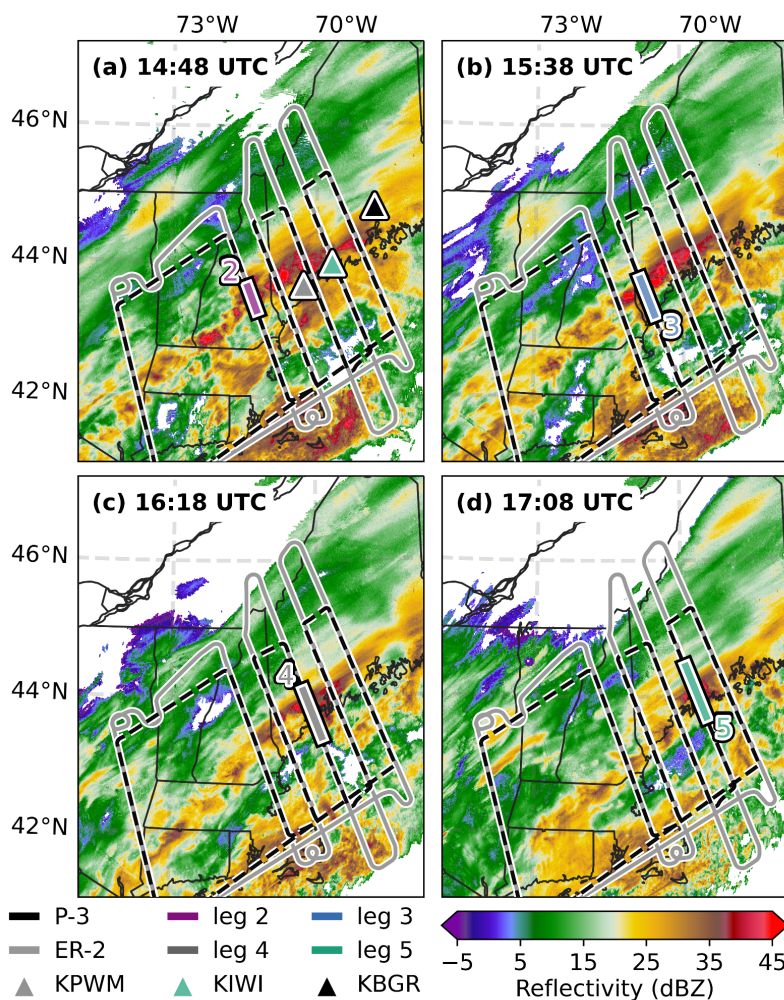 73°W 70°W
(a) 14:48 UTC (b) 15:38 UTC
46°N
44°N
2
3
42°N
(c) 16:18 UTC (d) 17:08 UTC
46°N
4
44°N
5
42°N
P-3 leg 2 leg 3
ER-2 leg 4 leg 5
KPWM KIWI KBGR
−5 5 15 25 35 45
Reflectivity (dBZ)